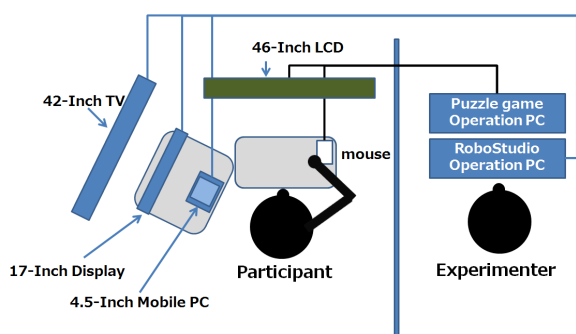 46-Inch LCD
42-Inch TV
Puzzle game
Operation PC
RoboStudio
Operation PC
mouse
17-Inch Display
4.5-Inch Mobile PC
Participant
Experimenter